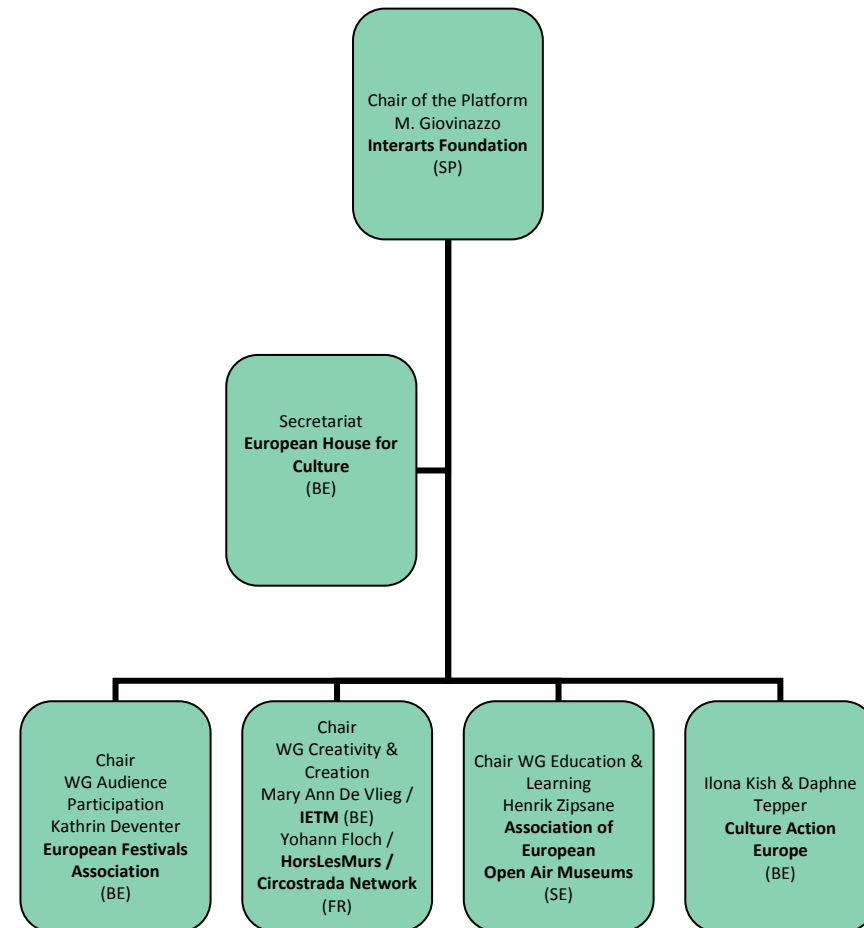 Chair of the Platform
M. Giovinazzo
Interarts Foundation
(SP)
Secretariat
European House for
Culture
(BE)
Chair
WG Audience
Participation
Kathrin Deventer
European Festivals
Association
(BE)
Chair
WG Creativity &
Creation
Mary Ann De Vlieg /
IETM (BE)
Yohann Floch /
HorsLesMurs /
Circostrada Network
(FR)
Chair WG Education &
Learning
Henrik Zipsane
Association of
European
Open Air Museums
(SE)
Ilona Kish & Daphne
Tepper
Culture Action
Europe
(BE)